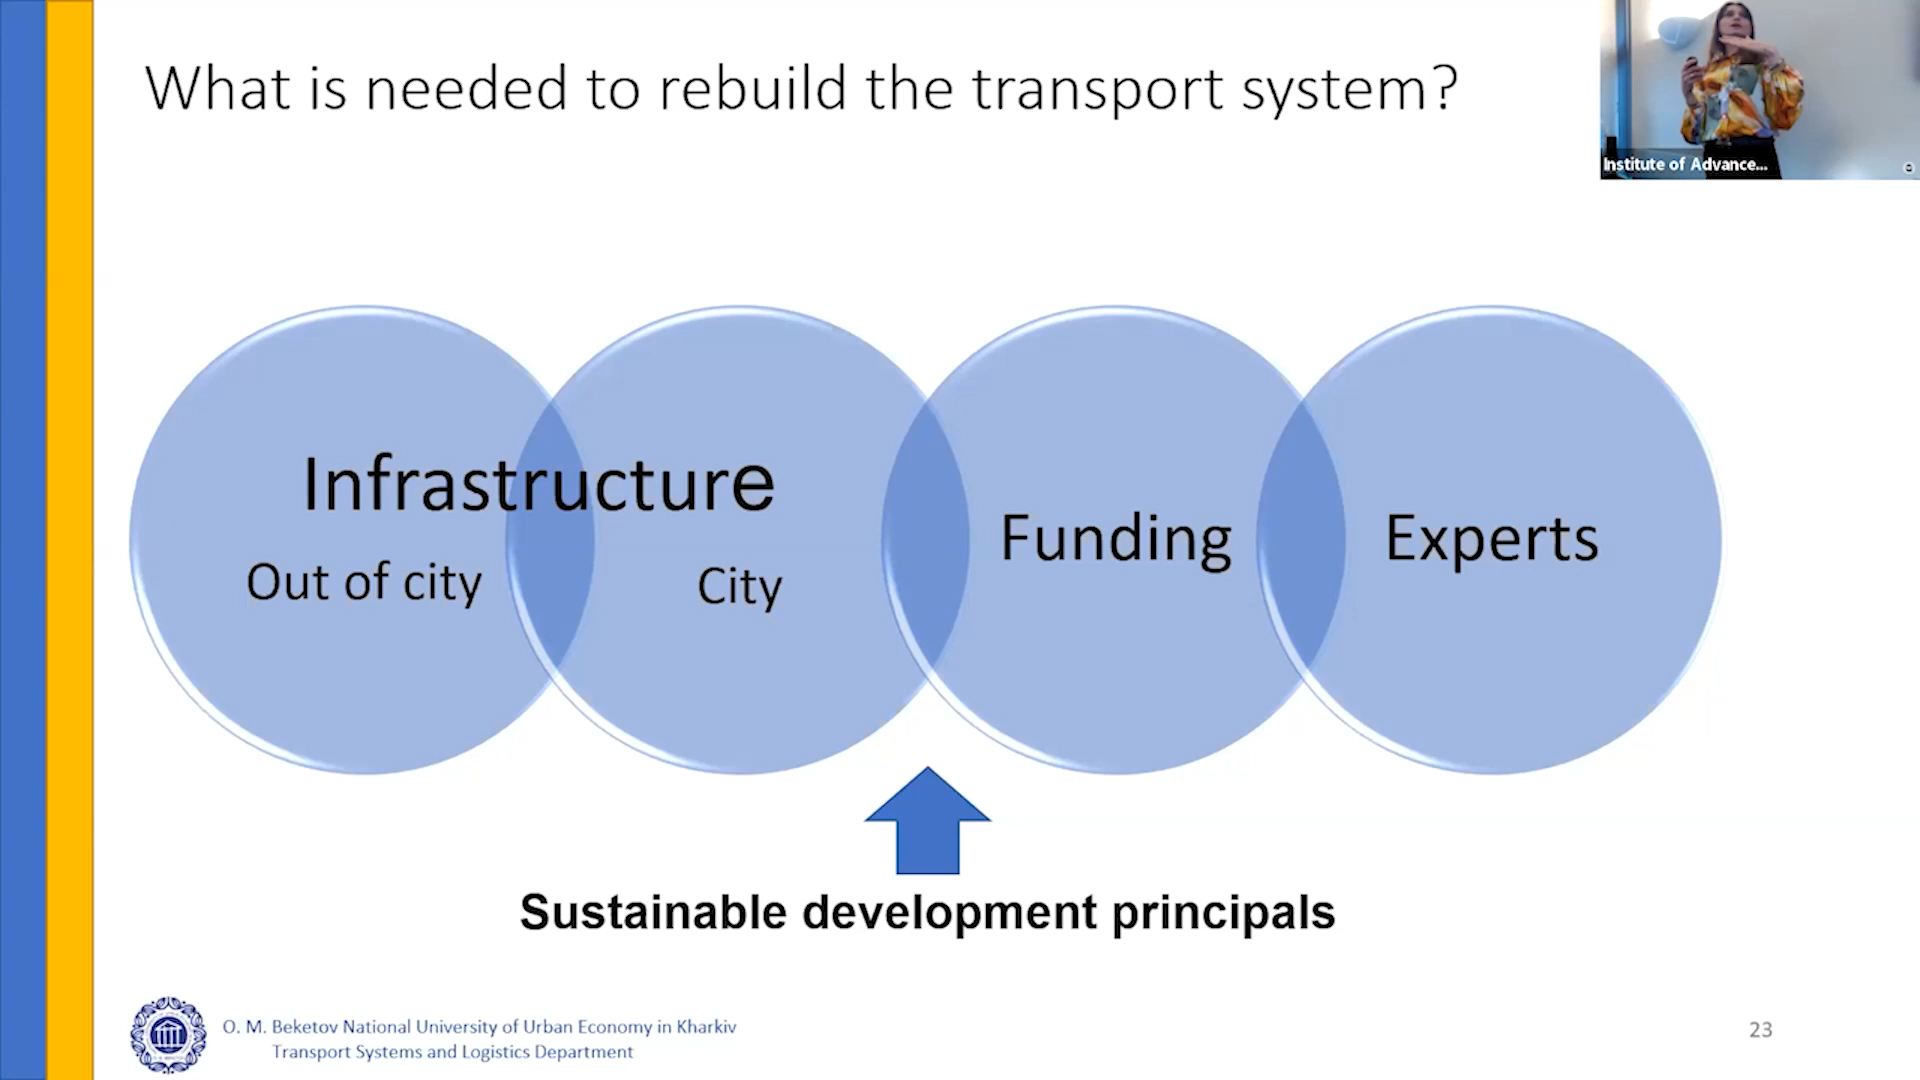 What is needed to rebuild the transport system?
Institute of Advance...
Infrastructure
Out of city
City
Funding
Experts
Sustainable development principals
O. M. Beketov National University of Urban Economy in Kharkiv
Transport Systems and Logistics Department
23